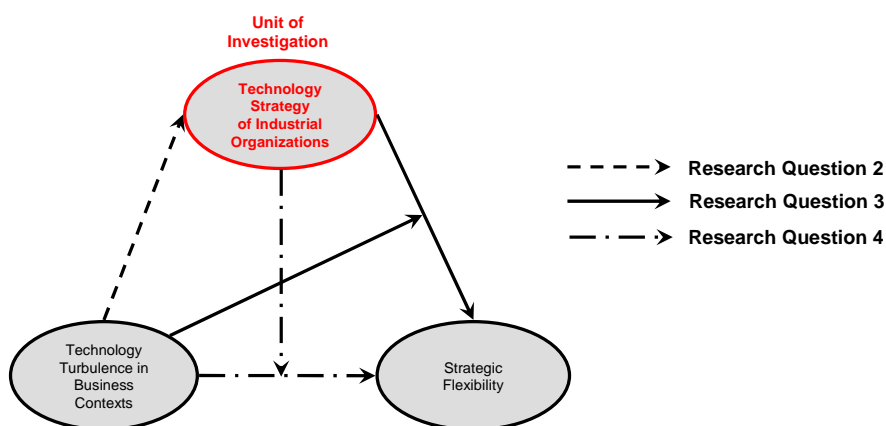 Unit of
Investigation
Technology
Strategy
of Industrial
Organizations
Research Question 2
Research Question 3
Research Question 4
Technology
Turbulence in
Business
Contexts
Strategic
Flexibility